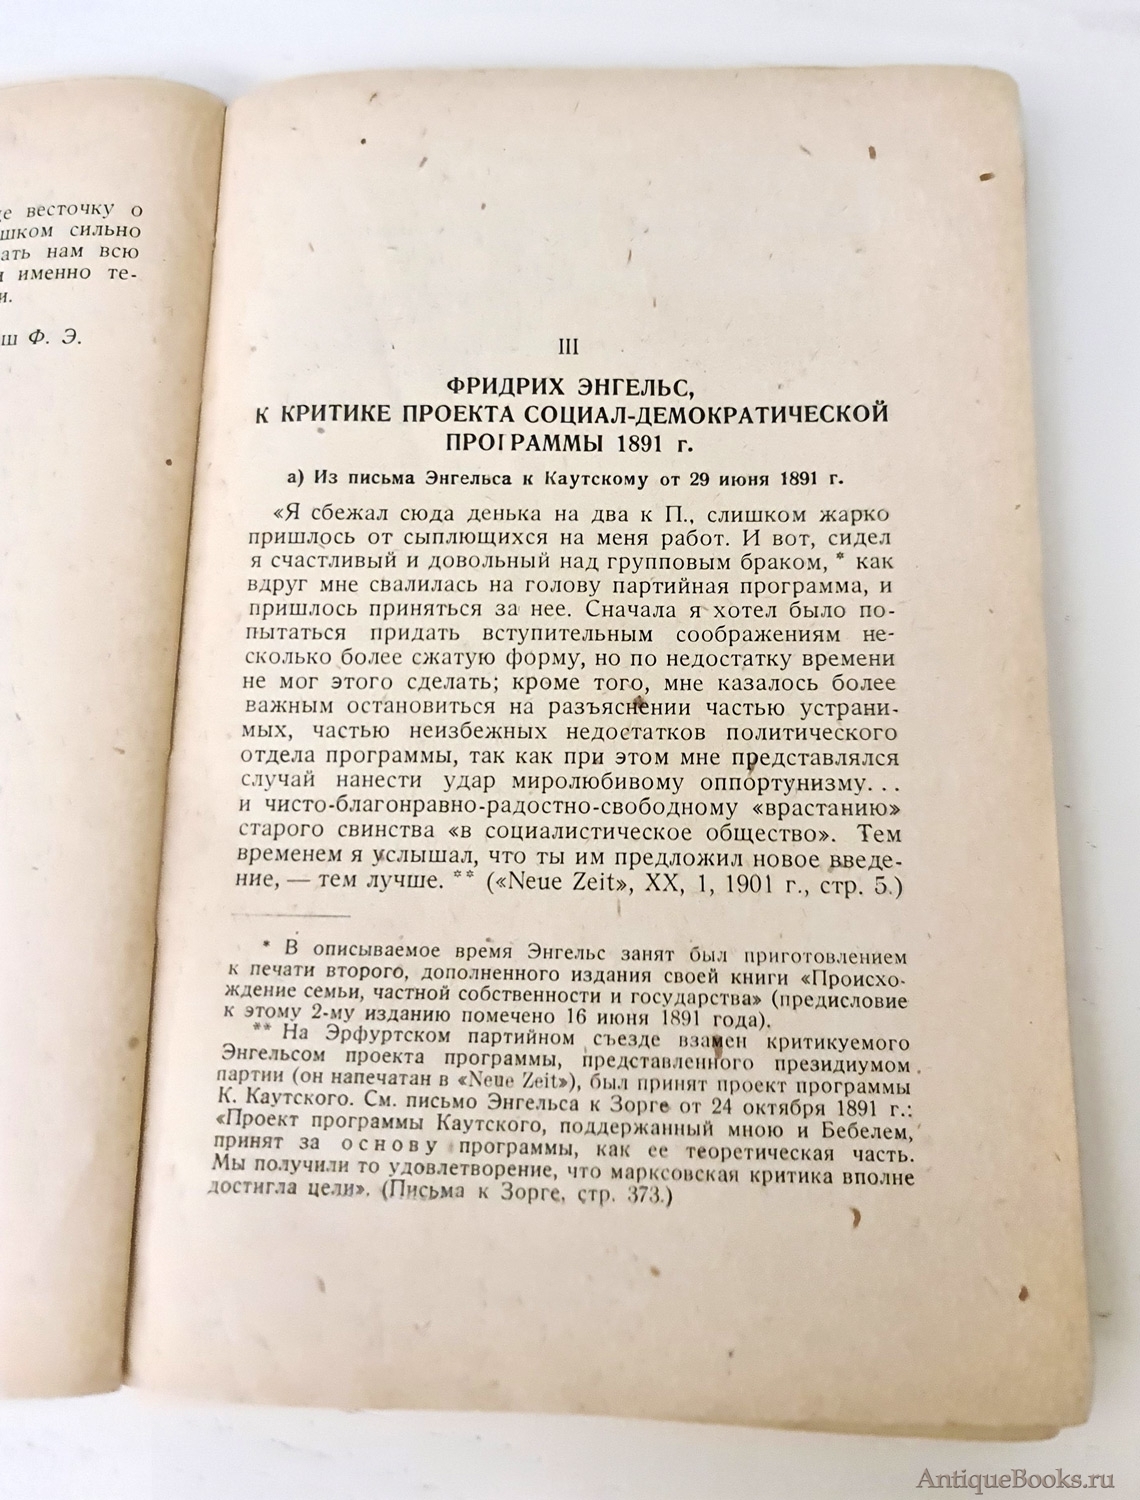 е весточку о
шком сильно
ать нам всю
именно те-
и.
ш Ф. Э.
III
ФРИДРИХ ЭНГЕЛЬС,
К КРИТИКЕ ПРОЕКТА СОЦИАЛ-ДЕМОКРАТИЧЕСКОЙ
ПРОГРАММЫ 1891 г.
а) Из письма Энгельса к Каутскому от 29 июня 1891 г.
«Я сбежал сюда денька на два к П., слишком жарко
пришлось от сыплющихся на меня работ. И вот, сидел
я счастливый и довольный над групповым браком, * как
вдруг мне свалилась на голову партийная программа, и
пришлось приняться за нее. Сначала я хотел было по-
пытаться придать вступительным соображениям не-
сколько более сжатую форму, но по недостатку времени
не мог этого сделать; кроме того, мне казалось более
важным остановиться на разъяснении частью устрани-
мых, частью неизбежных недостатков политического
отдела программы, так как при этом мне представлялся
случай нанести удар миролюбивому оппортунизму...
и чисто-благонравно-радостно-свободному «врастанию»
старого свинства «в социалистическое общество». Тем
временем я услышал, что ты им предложил новое введе-
ние, — тем лучше. ** («Neue Zeit», XX, 1, 1901 г., стр. 5.)
* В описываемое время Энгельс занят был приготовлением
к печати второго, дополненного издания своей книги «Происхо-
ждение семьи, частной собственности и государства» (предисловие
к этому 2-му изданию помечено 16 июня 1891 года).
** На Эрфуртском партийном съезде взамен критикуемого
Энгельсом проекта программы, представленного президиумом
партии (он напечатан в «Neue Zeit»), был принят проект программы
К. Каутского. См. письмо Энгельса к Зорге от 24 октября 1891 г.:
«Проект программы Каутского, поддержанный мною и Бебелем,
принят за основу программы, как ее теоретическая часть.
Мы получили то удовлетворение, что марксовская критика вполне
достигла цели». (Письма к Зорге, стр. 373.)
AntiqueBooks.ru